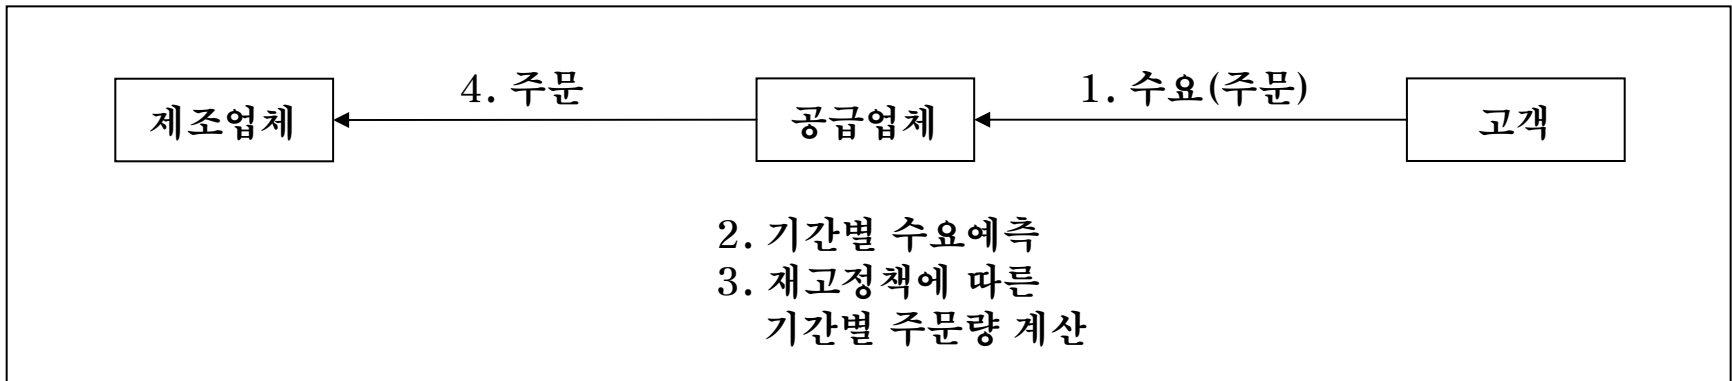 4. 주문
1. 수요(주문)
제조업체
공급업체
고객
2. 기간별 수요예측
3. 재고정책에 따른
기간별 주문량 계산